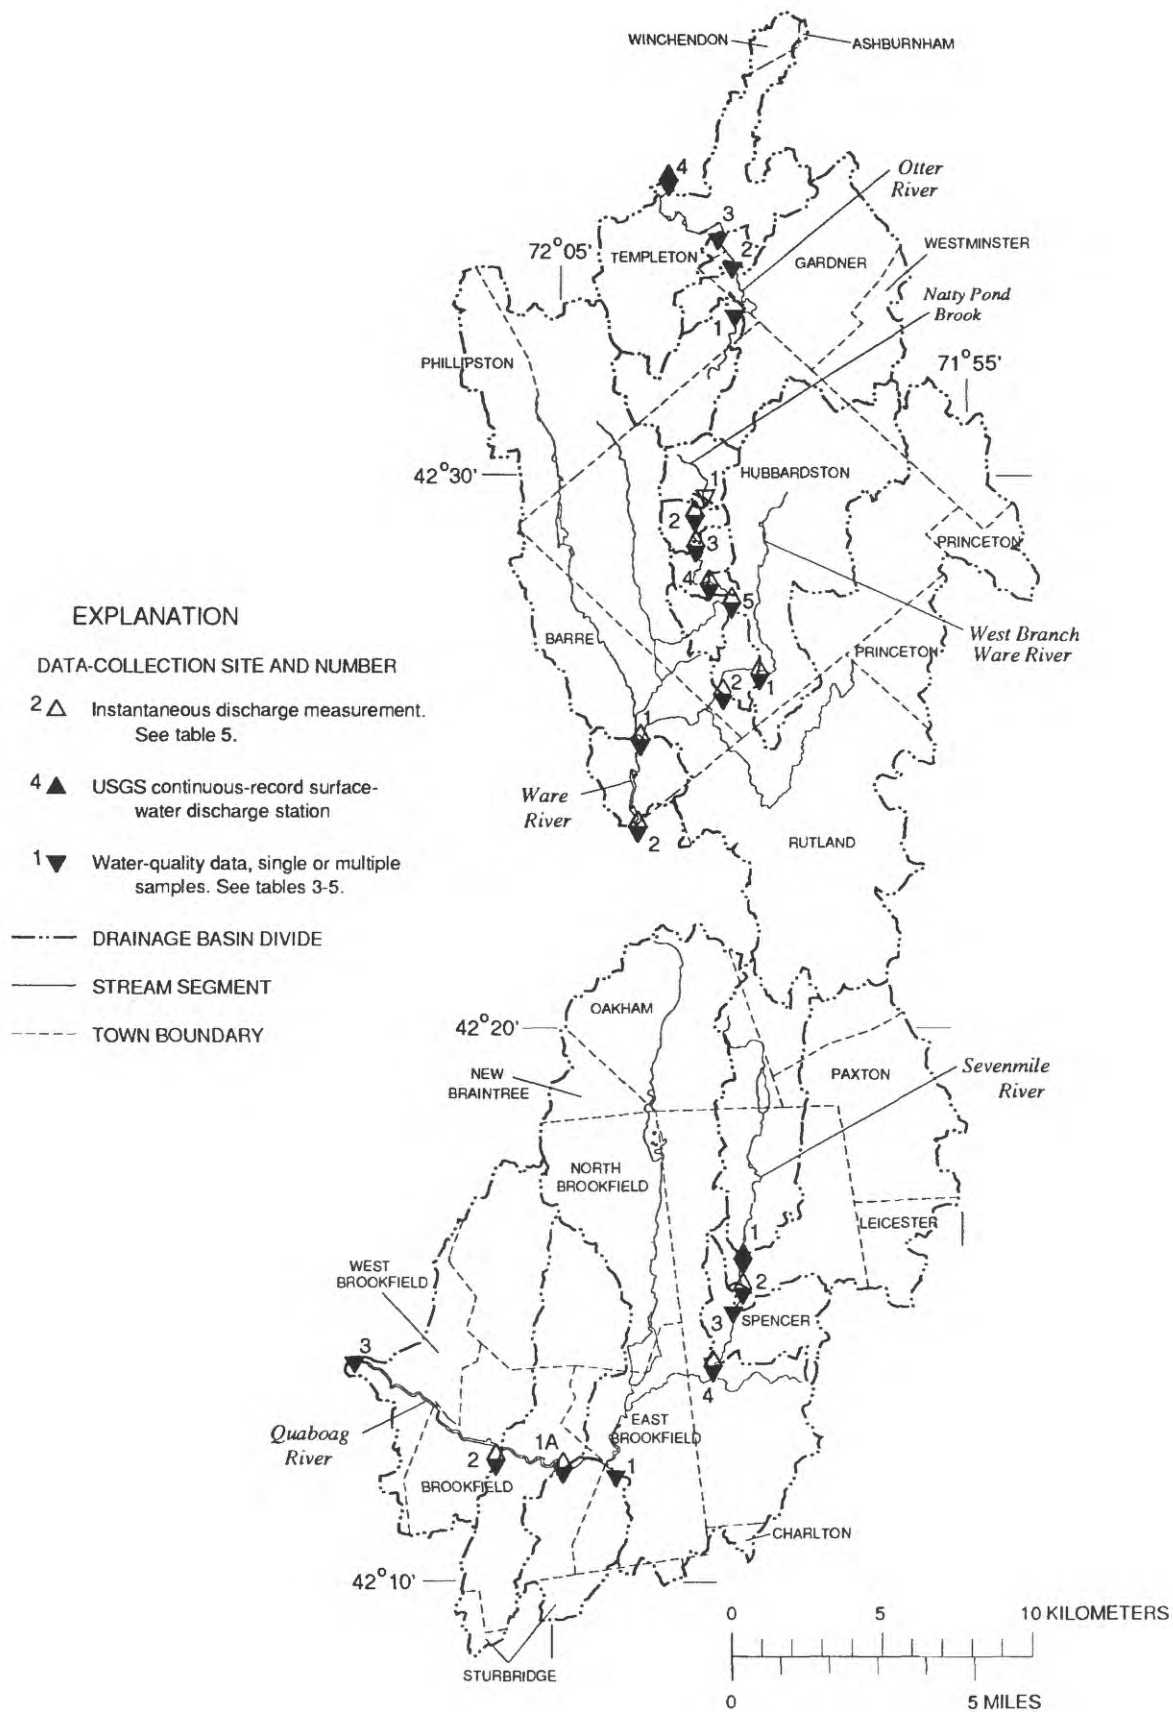 WINCHENDON
ASHBURNHAM
4
Otter
River
3
72°05'
TEMPLETON
2
GARDNER
WESTMINSTER
Natty Pond
Brook
1
71°55'
PHILLIPSTON
42°30'
HUBBARDSTON
1
2
3
PRINCETON
4
5
EXPLANATION
BARRE
West Branch
Ware River
PRINCETON
DATA-COLLECTION SITE AND NUMBER
2
1
2 Instantaneous discharge measurement.
See table 5.
1
4 USGS continuous-record surface-
water discharge station
Ware
River
2
RUTLAND
1 Water-quality data, single or multiple
samples. See tables 3-5.
DRAINAGE BASIN DIVIDE
STREAM SEGMENT
TOWN BOUNDARY
OAKHAM
42°20'
NEW
BRAINTREE
PAXTON
Sevenmile
River
NORTH
BROOKFIELD
LEICESTER
1
WEST
BROOKFIELD
2
3
SPENCER
3
4
Quaboag
River
EAST
BROOKFIELD
1A
2
1
BROOKFIELD
CHARLTON
42°10'
STURBRIDGE
0 5 10 KILOMETERS
0 5 MILES